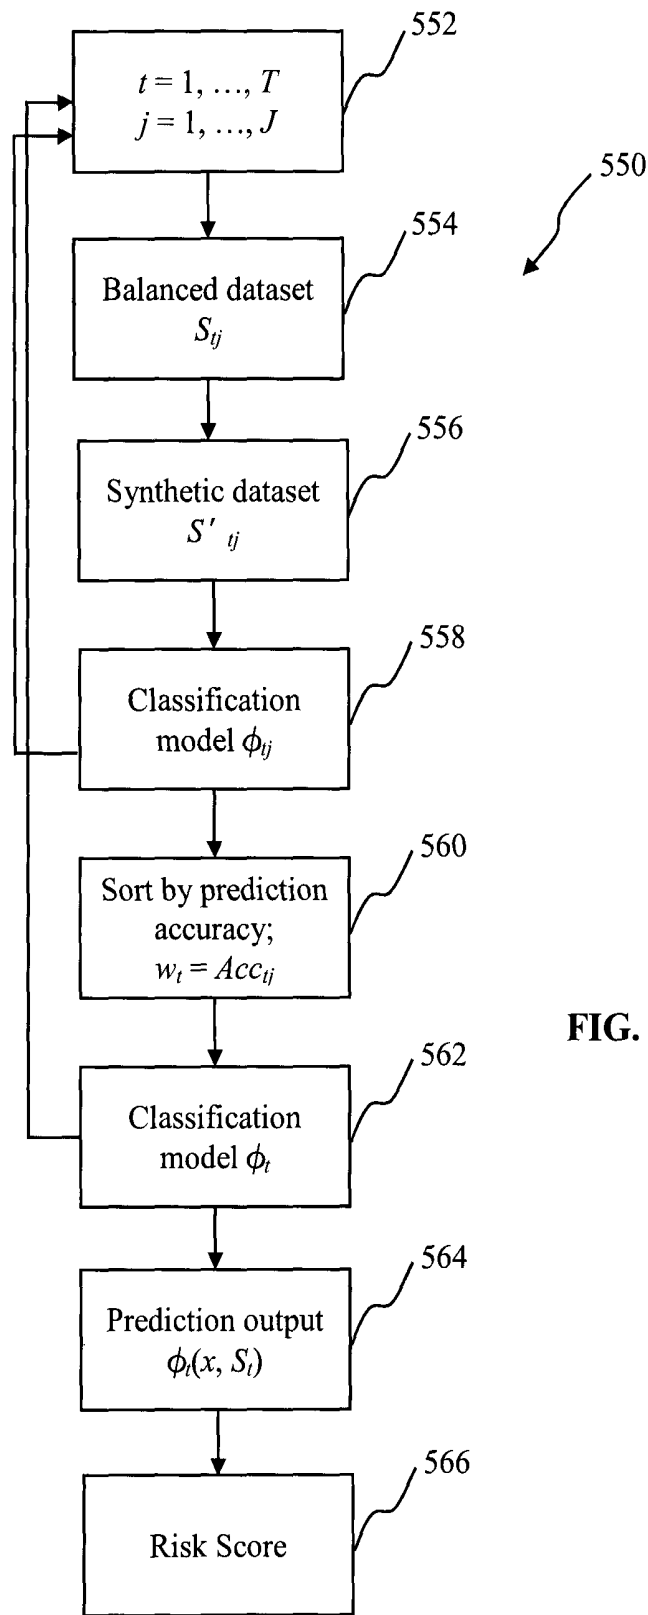 552
t = 1, ..., T
j = 1, ..., J
550
554
Balanced dataset
S_tj
556
Synthetic dataset
S' tj
558
Classification
model ϕ_tj
560
Sort by prediction
accuracy;
w_t = Acc_tj
FIG.
562
Classification
model ϕ_t
564
Prediction output
ϕ_t(x, S_t)
566
Risk Score